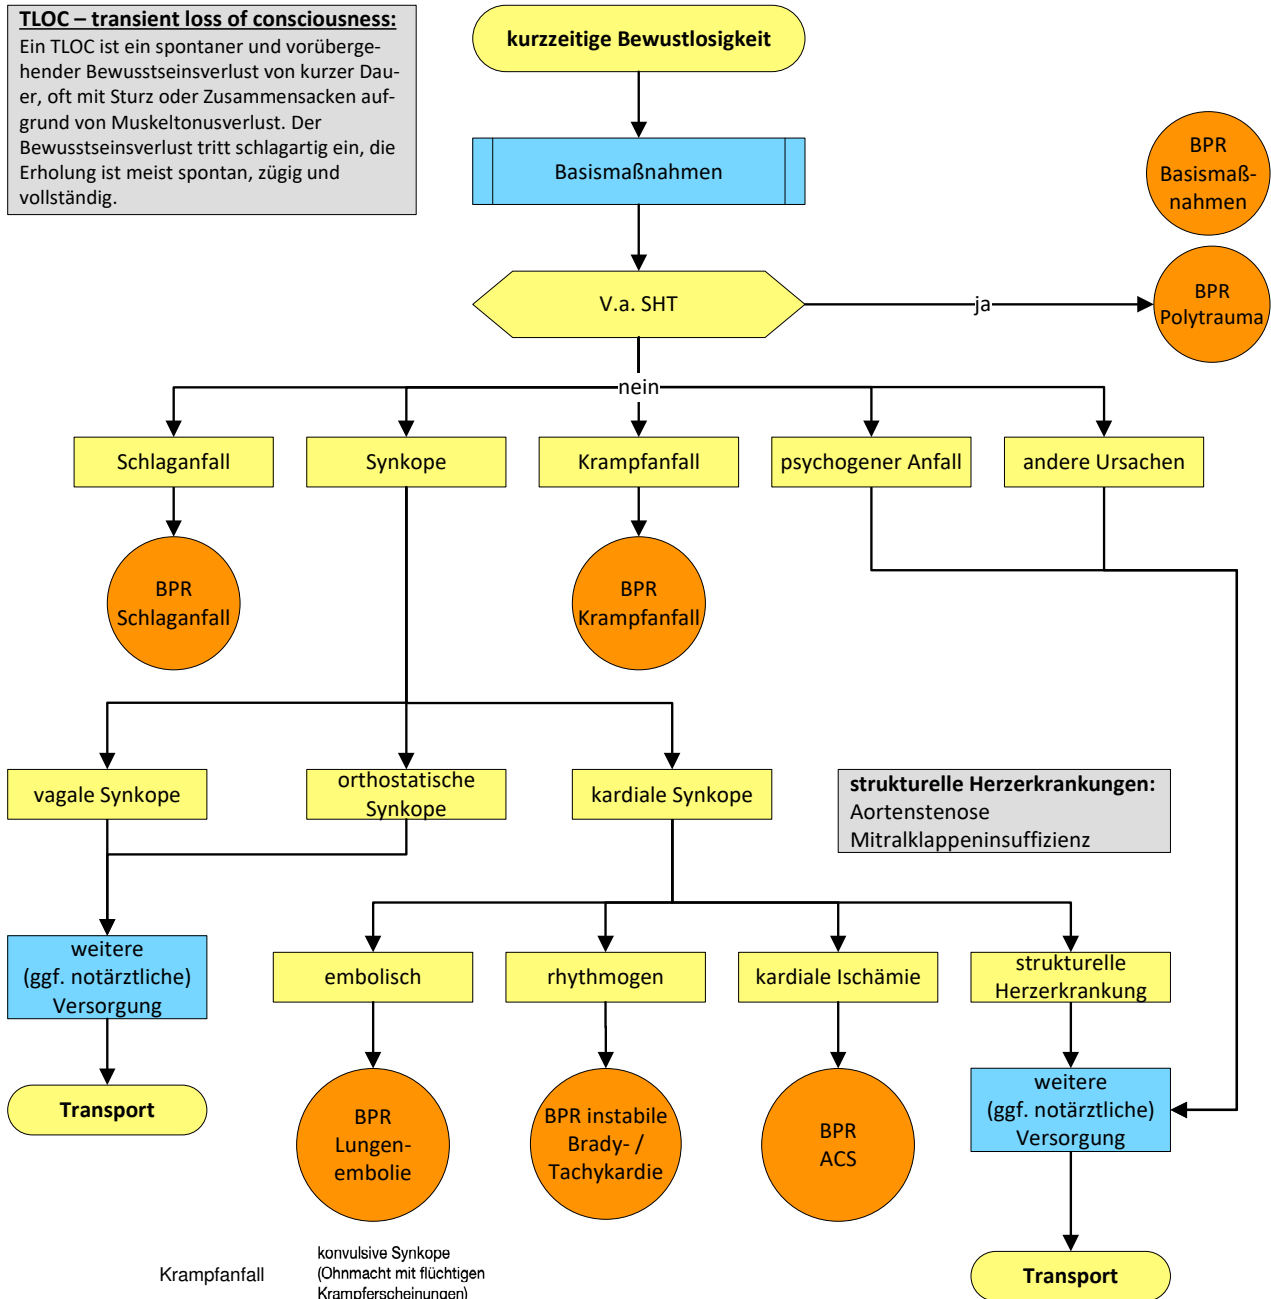 TLOC – transient loss of consciousness:
Ein TLOC ist ein spontaner und vorüberge-
hender Bewusstseinsverlust von kurzer Dau-
er, oft mit Sturz oder Zusammensacken auf-
grund von Muskeltonusverlust. Der
Bewusstseinsverlust tritt schlagartig ein, die
Erholung ist meist spontan, zügig und
vollständig.
kurzzeitige Bewustlosigkeit
Basismaßnahmen
BPR
Basismaß-
nahmen
V.a. SHT
ja
BPR
Polytrauma
nein
Schlaganfall
Synkope
Krampfanfall
psychogener Anfall
andere Ursachen
BPR
Schlaganfall
BPR
Krampfanfall
vagale Synkope
orthostatische
Synkope
kardiale Synkope
strukturelle Herzerkrankungen:
Aortenstenose
Mitralklappeninsuffizienz
weitere
(ggf. notärztliche)
Versorgung
embolisch
rhythmogen
kardiale Ischämie
strukturelle
Herzerkrankung
Transport
BPR
Lungen-
embolie
BPR instabile
Brady- /
Tachykardie
BPR
ACS
weitere
(ggf. notärztliche)
Versorgung
Transport
Krampfanfall
konvulsive Synkope
(Ohnmacht mit flüchtigen
Krampferscheinungen)